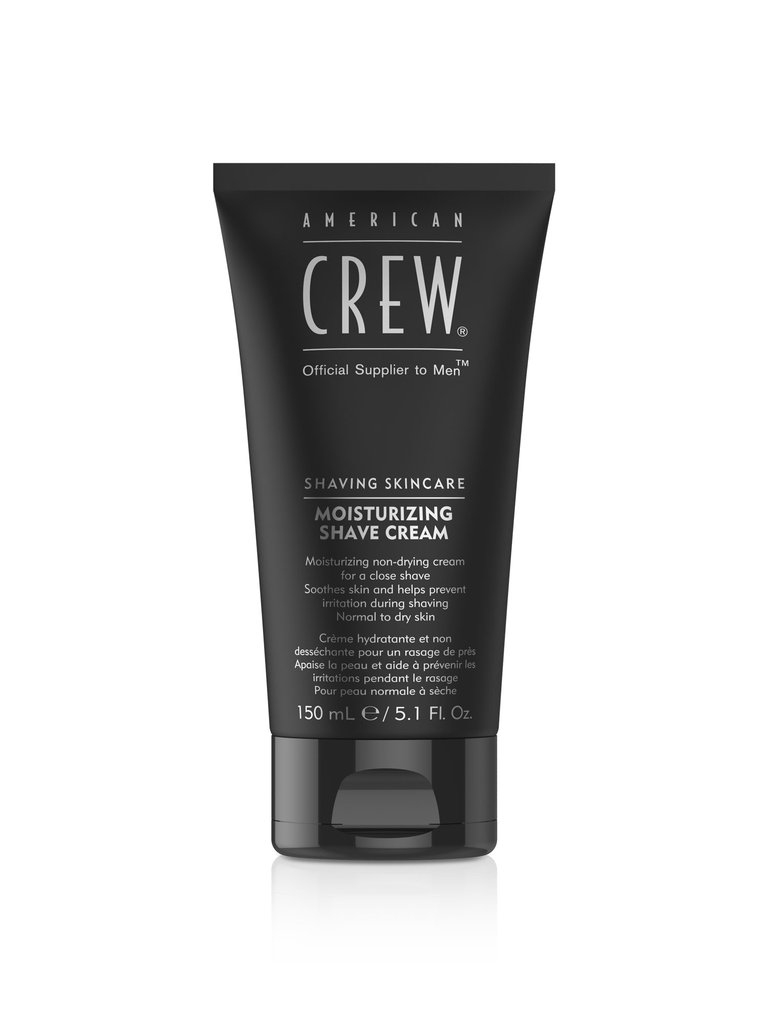 AMERICAN
CREW®
Official Supplier to Men™
SHAVING SKINCARE
MOISTURIZING
SHAVE CREAM
Moisturizing non-drying cream
for a close shave
Soothes skin and helps prevent
irritation during shaving
Normal to dry skin
Crème hydratante et non
desséchante pour un rasage de près
Apaise la peau et aide à prévenir les
irritations pendant le rasage
Pour peau normale à sèche
150 mL ℮/ 5.1 Fl. Oz.